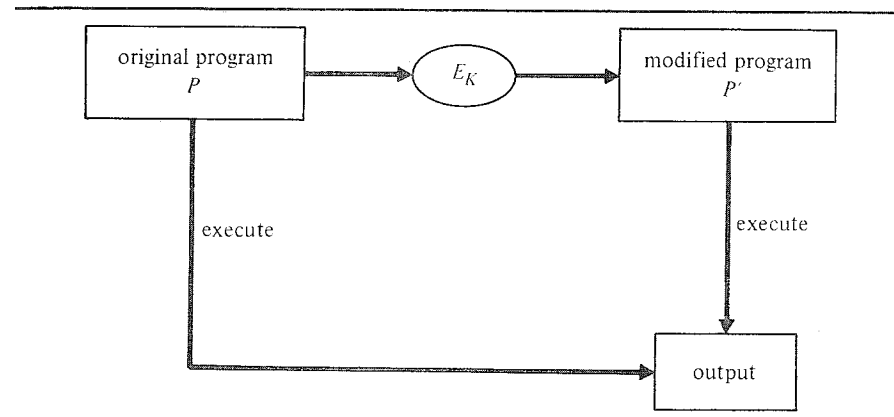 original program
P
E_K
modified program
P′
execute
execute
output